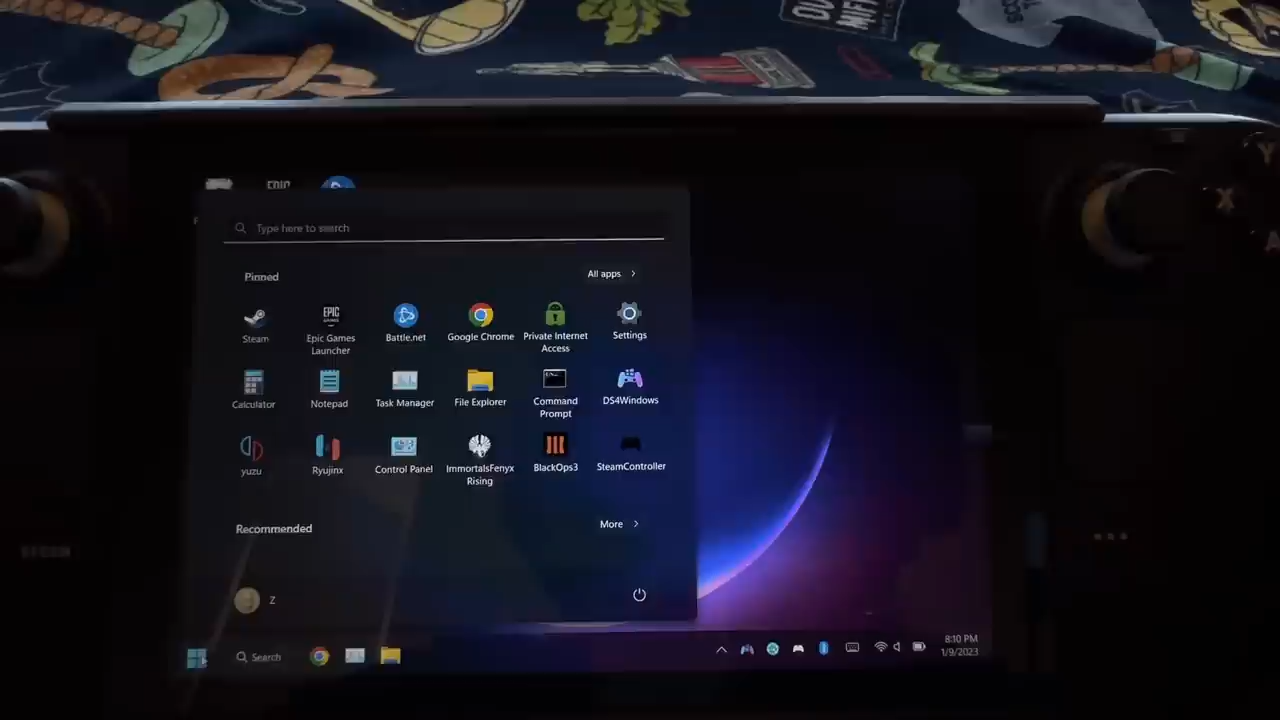 EPIC
Type here to search
Pinned
All apps
Steam
Epic Games
Launcher
Battle.net
Google Chrome
Private Internet
Access
Settings
Calculator
Notepad
Task Manager
File Explorer
Command
Prompt
DS4Windows
yuzu
Ryujinx
Control Panel
ImmortalsFenyx
Rising
BlackOps3
SteamController
Recommended
More
Z
STEAM
Search
8:10 PM
1/9/2023
Y
X
A